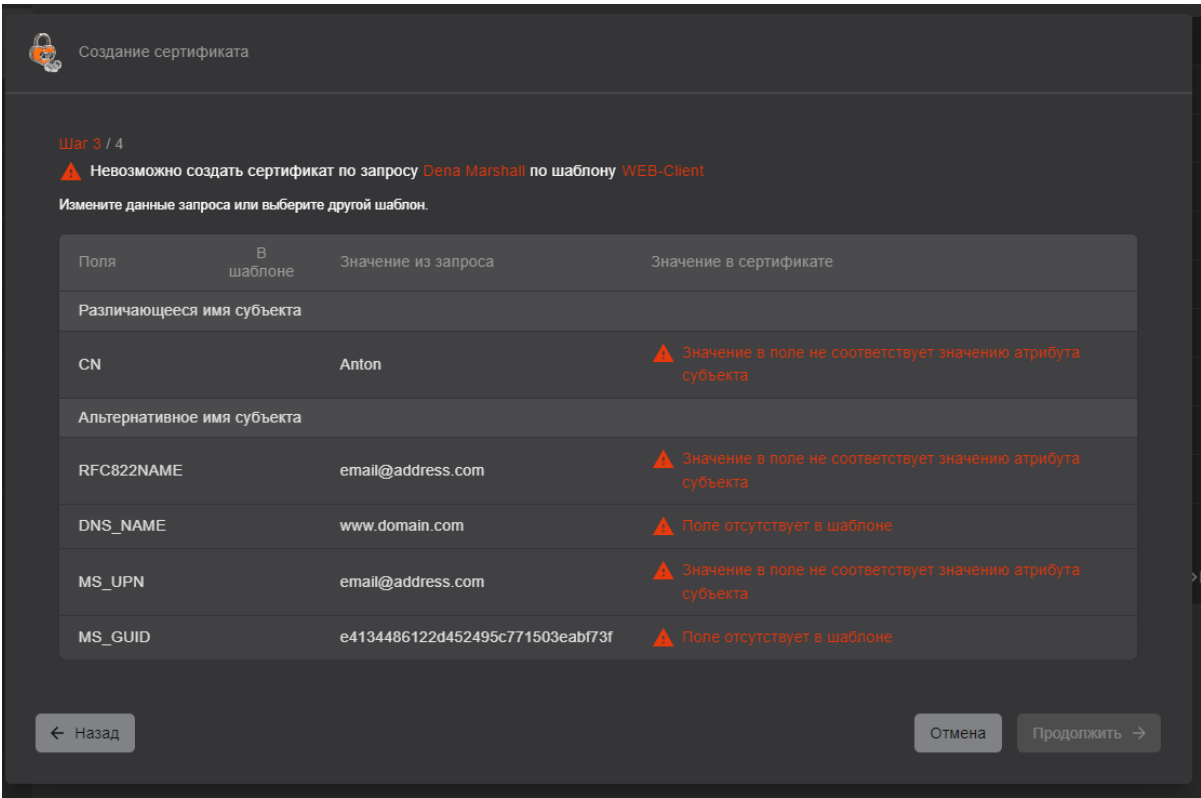 Создание сертификата
Шаг 3 / 4
Невозможно создать сертификат по запросу Dena Marshall по шаблону WEB-Client
Измените данные запроса или выберите другой шаблон.
Поля В шаблоне Значение из запроса Значение в сертификате
Различающееся имя субъекта
CN Anton Значение в поле не соответствует значению атрибута
субъекта
Альтернативное имя субъекта
RFC822NAME email@address.com Значение в поле не соответствует значению атрибута
субъекта
DNS_NAME www.domain.com Поле отсутствует в шаблоне
MS_UPN email@address.com Значение в поле не соответствует значению атрибута
субъекта
MS_GUID e4134486122d452495c771503eabf73f Поле отсутствует в шаблоне
Назад Отмена Продолжить